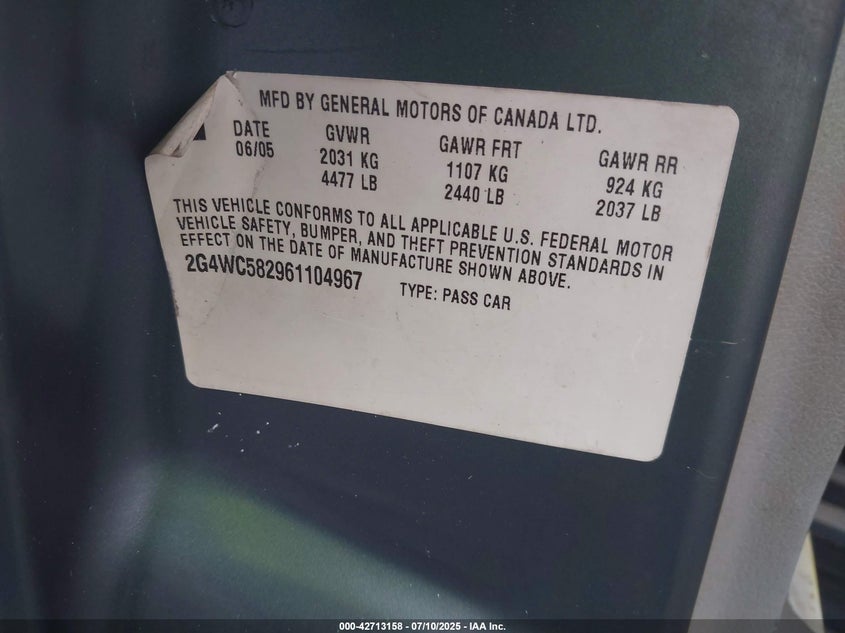 MFD BY GENERAL MOTORS OF CANADA LTD.
DATE GVWR GAWR FRT GAWR RR
06/05 2031 KG 1107 KG 924 KG
4477 LB 2440 LB 2037 LB
THIS VEHICLE CONFORMS TO ALL APPLICABLE U.S. FEDERAL MOTOR
VEHICLE SAFETY, BUMPER, AND THEFT PREVENTION STANDARDS IN
EFFECT ON THE DATE OF MANUFACTURE SHOWN ABOVE.
2G4WC582961104967 TYPE: PASS CAR
000-42713158 - 07/10/2025 - IAA Inc.